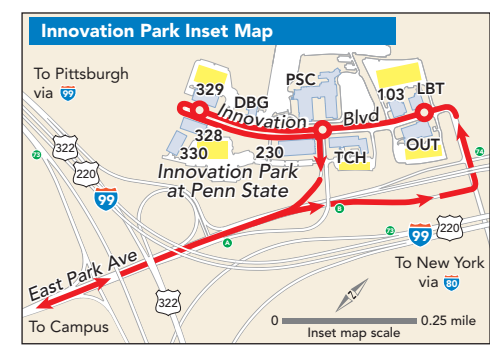 Innovation Park Inset Map
To Pittsburgh
via 99
329
DBG
PSC
103
LBT
Innovation Blvd
328
330
230
TCH
OUT
Innovation Park
at Penn State
73
322
220
99
74
A
B
73
99
220
East Park Ave
322
To New York
via 80
To Campus
N
0
0.25 mile
Inset map scale